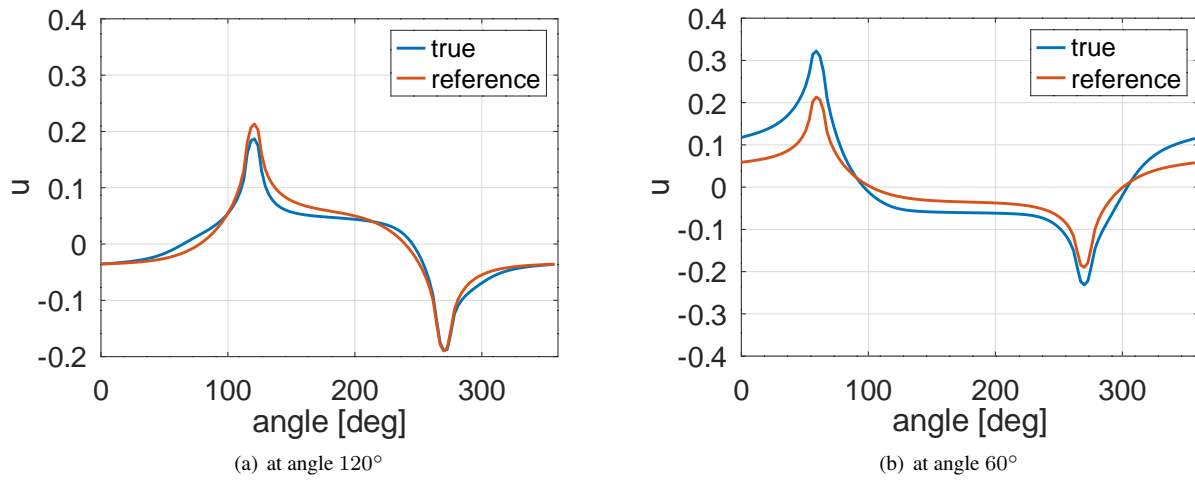 0.4
0.3
0.2
0.1
0
-0.1
-0.2
u
0
100
200
300
angle [deg]
true
reference
(a) at angle 120°
0.4
0.3
0.2
0.1
0
-0.1
-0.2
-0.3
-0.4
u
0
100
200
300
angle [deg]
true
reference
(b) at angle 60°